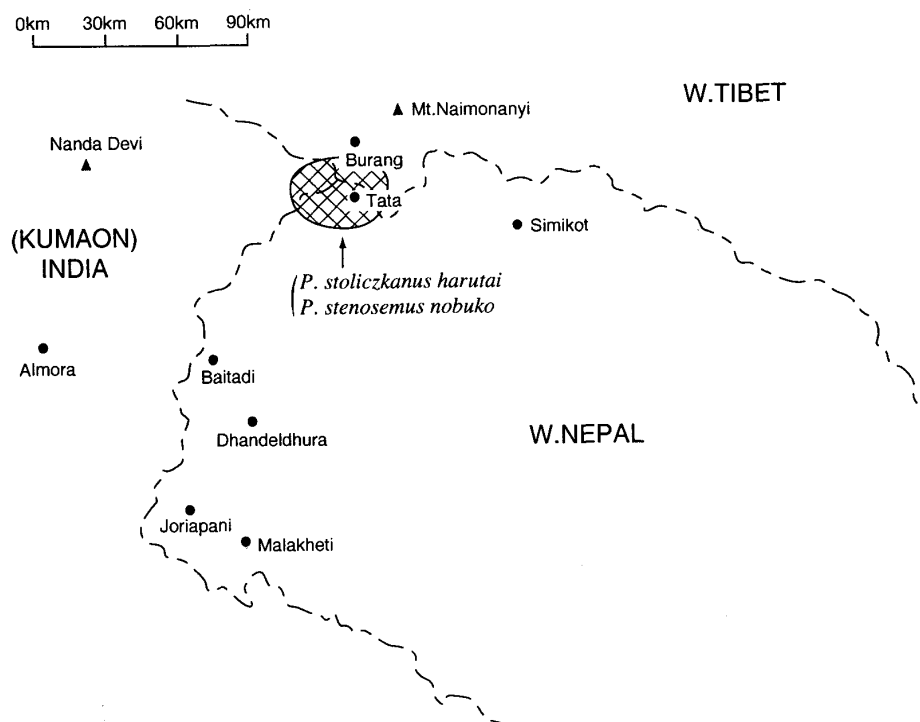 0km 30km 60km 90km
W.TIBET
Mt.Naimonanyi
Nanda Devi
Burang
Tata
Simikot
(KUMAON)
INDIA
P. stoliczkanus harutai
P. stenosemus nobuko
Almora
Baitadi
Dhandeldhura
W.NEPAL
Joriapani
Malakheti